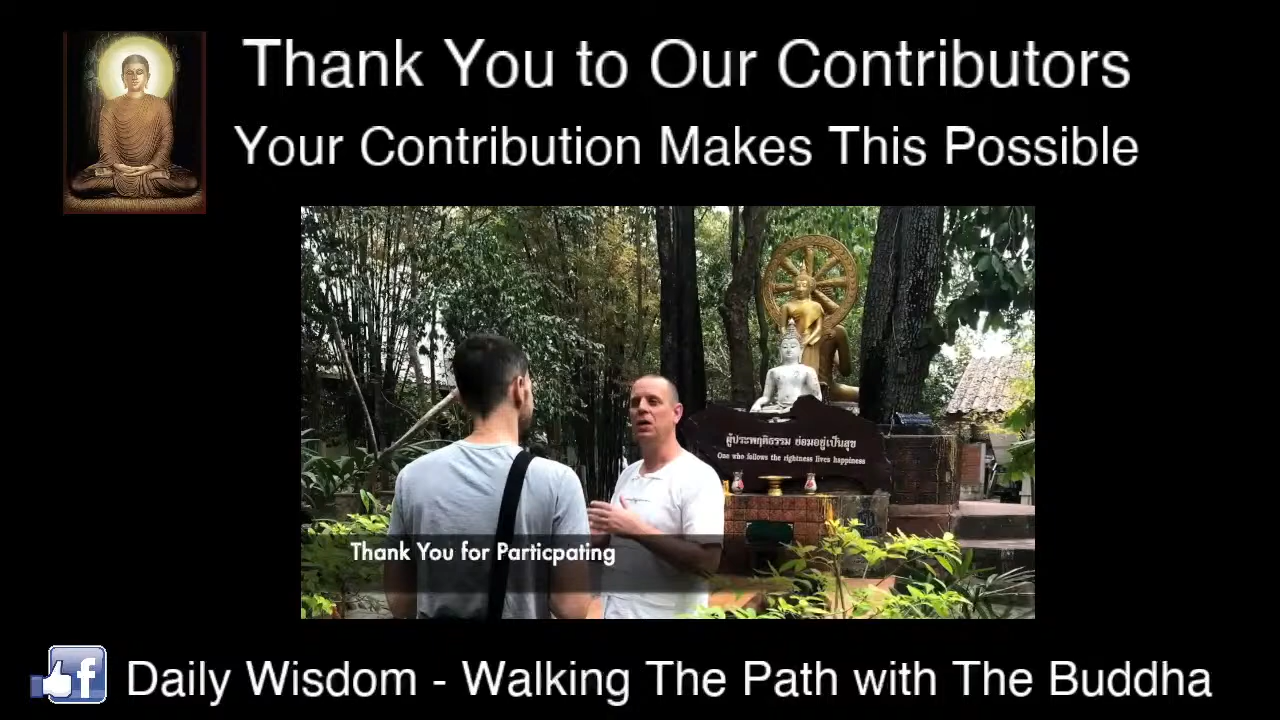 Thank You to Our Contributors
Your Contribution Makes This Possible
ผู้ประพฤติธรรม ย่อมอยู่เป็นสุข
One who follows the rightness lives happiness
Thank You for Particpating
f Daily Wisdom - Walking The Path with The Buddha